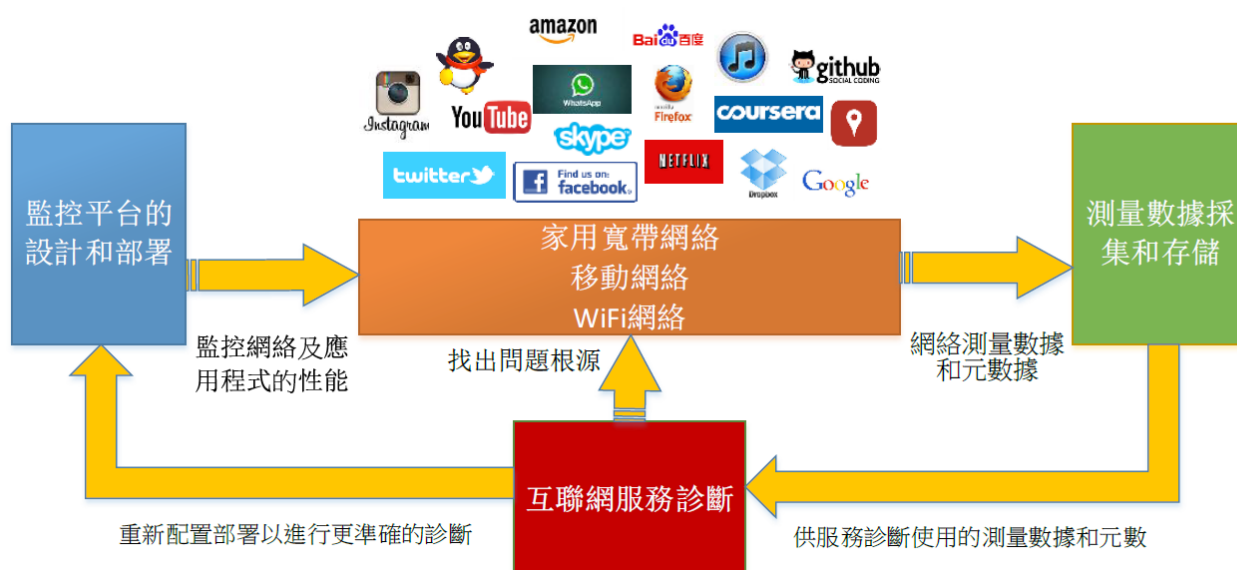 amazon
Baidu百度
github
SOCIAL CODING
WhatsApp
mozilla
Firefox
coursera
Instagram
YouTube
skype
NETFLIX
twitter
Find us on:
facebook®
Dropbox
Google
監控平台的
設計和部署
家用寬帶網絡
移動網絡
WiFi網絡
測量數據採
集和存儲
監控網絡及應
用程式的性能
找出問題根源
網絡測量數據
和元數據
互聯網服務診斷
重新配置部署以進行更準確的診斷
供服務診斷使用的測量數據和元數